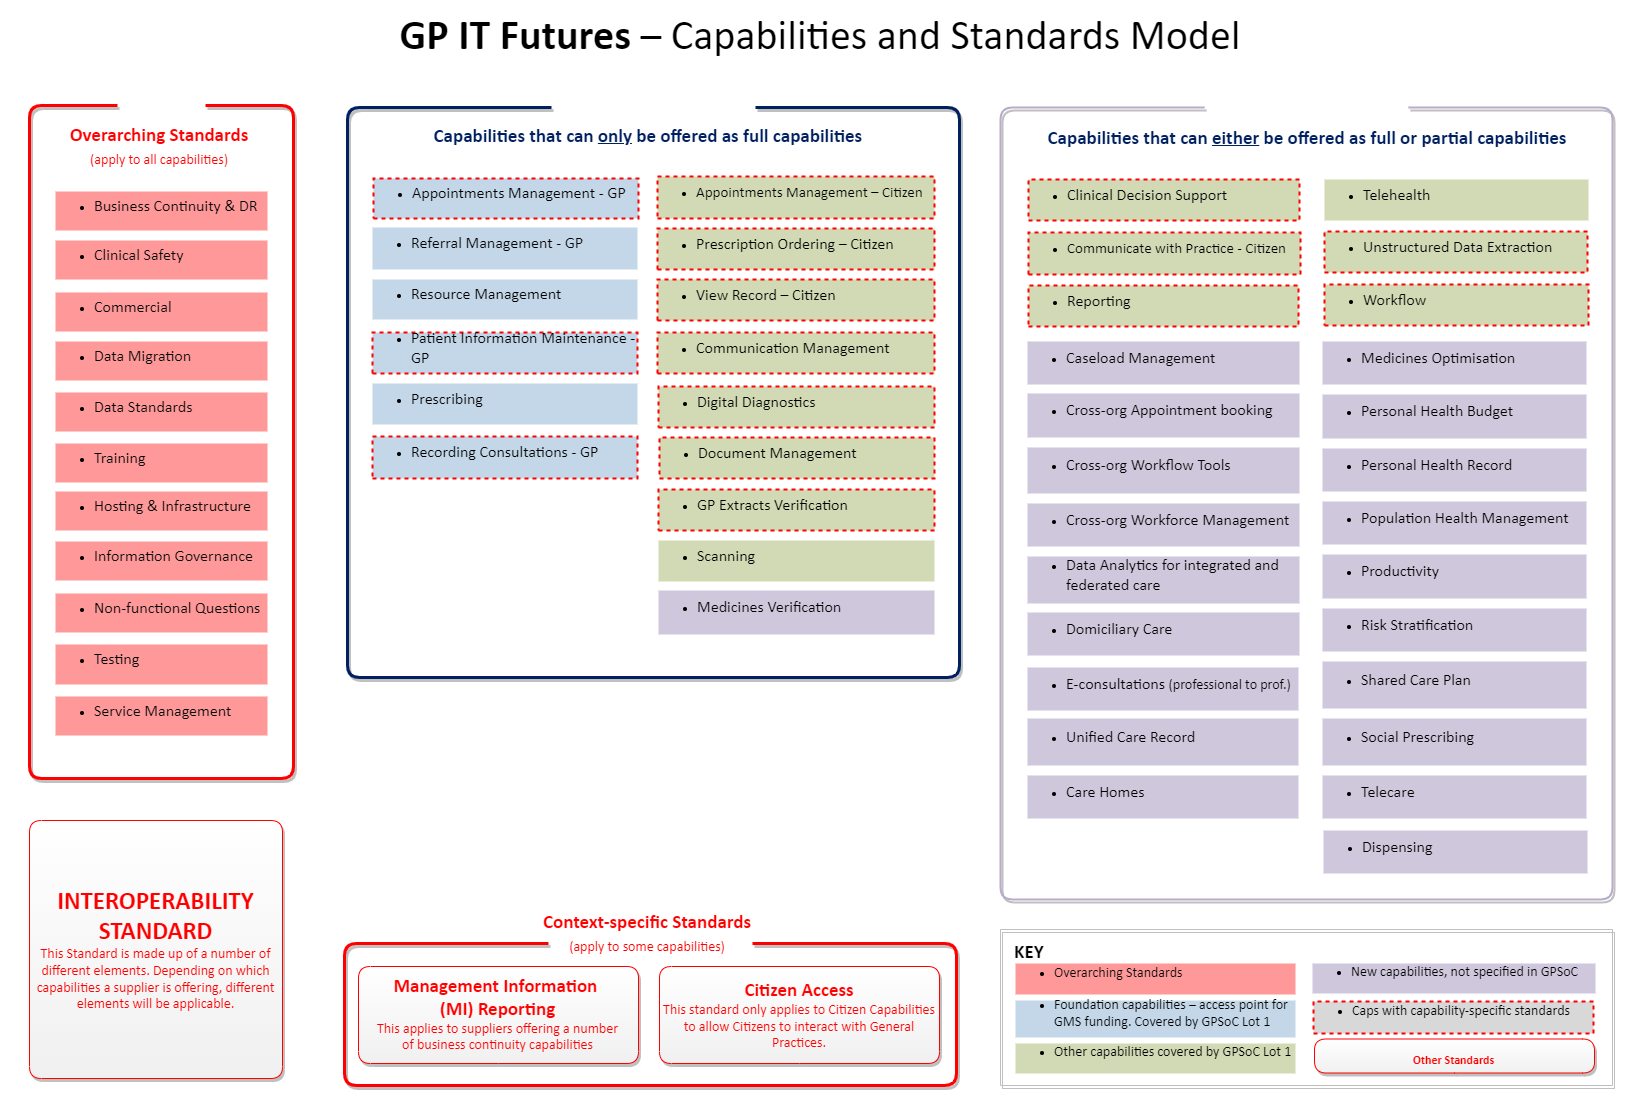 GP IT Futures – Capabilities and Standards Model
Overarching Standards
(apply to all capabilities)
• Business Continuity & DR
• Clinical Safety
• Commercial
• Data Migration
• Data Standards
• Training
• Hosting & Infrastructure
• Information Governance
• Non-functional Questions
• Testing
• Service Management
INTEROPERABILITY
STANDARD
This Standard is made up of a number of
different elements. Depending on which
capabilities a supplier is offering, different
elements will be applicable.
Capabilities that can only be offered as full capabilities
• Appointments Management - GP
• Referral Management - GP
• Resource Management
• Patient Information Maintenance -
GP
• Prescribing
• Recording Consultations - GP
• Appointments Management – Citizen
• Prescription Ordering – Citizen
• View Record – Citizen
• Communication Management
• Digital Diagnostics
• Document Management
• GP Extracts Verification
• Scanning
• Medicines Verification
Context-specific Standards
(apply to some capabilities)
Management Information
(MI) Reporting
This applies to suppliers offering a number
of business continuity capabilities
Citizen Access
This standard only applies to Citizen Capabilities
to allow Citizens to interact with General
Practices.
Capabilities that can either be offered as full or partial capabilities
• Clinical Decision Support
• Communicate with Practice - Citizen
• Reporting
• Caseload Management
• Cross-org Appointment booking
• Cross-org Workflow Tools
• Cross-org Workforce Management
• Data Analytics for integrated and
federated care
• Domiciliary Care
• E-consultations (professional to prof.)
• Unified Care Record
• Care Homes
• Telehealth
• Unstructured Data Extraction
• Workflow
• Medicines Optimisation
• Personal Health Budget
• Personal Health Record
• Population Health Management
• Productivity
• Risk Stratification
• Shared Care Plan
• Social Prescribing
• Telecare
• Dispensing
KEY
• Overarching Standards
• Foundation capabilities – access point for
GMS funding. Covered by GPSoC Lot 1
• Other capabilities covered by GPSoC Lot 1
• New capabilities, not specified in GPSoC
• Caps with capability-specific standards
Other Standards